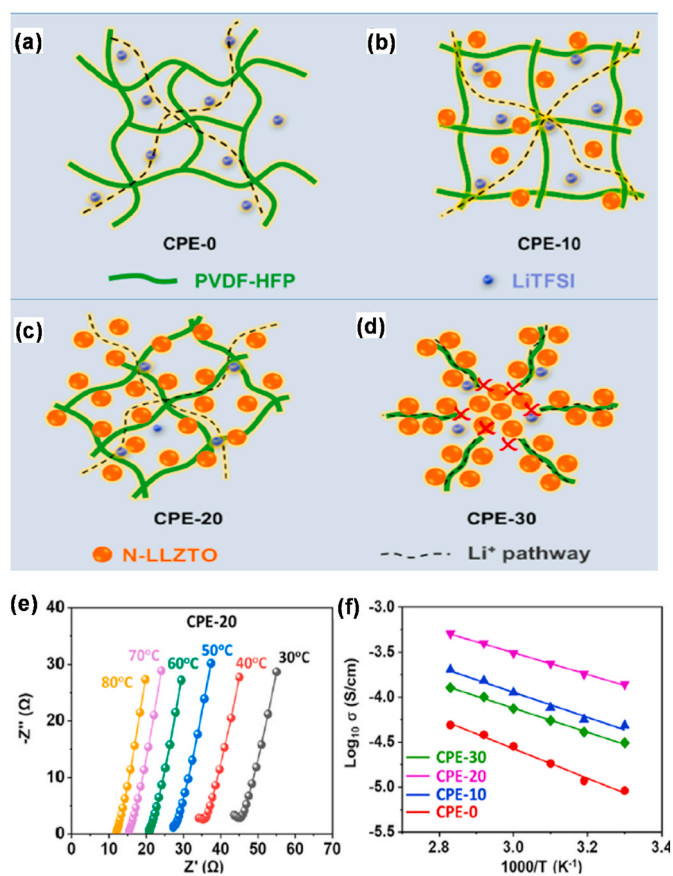 (a)
(b)
CPE-0
CPE-10
PVDF-HFP
LiTFSI
(c)
(d)
CPE-20
CPE-30
N-LLZTO
Li⁺ pathway
(e)
CPE-20
40
30
20
10
0
80°C
70°C
60°C
50°C
40°C
30°C
-Z'' (Ω)
0 10 20 30 40 50 60 70
Z' (Ω)
(f)
-3.0
-3.5
-4.0
-4.5
-5.0
-5.5
Log₁₀ σ (S/cm)
CPE-30
CPE-20
CPE-10
CPE-0
2.8 3.0 3.2 3.4
1000/T (K⁻¹)